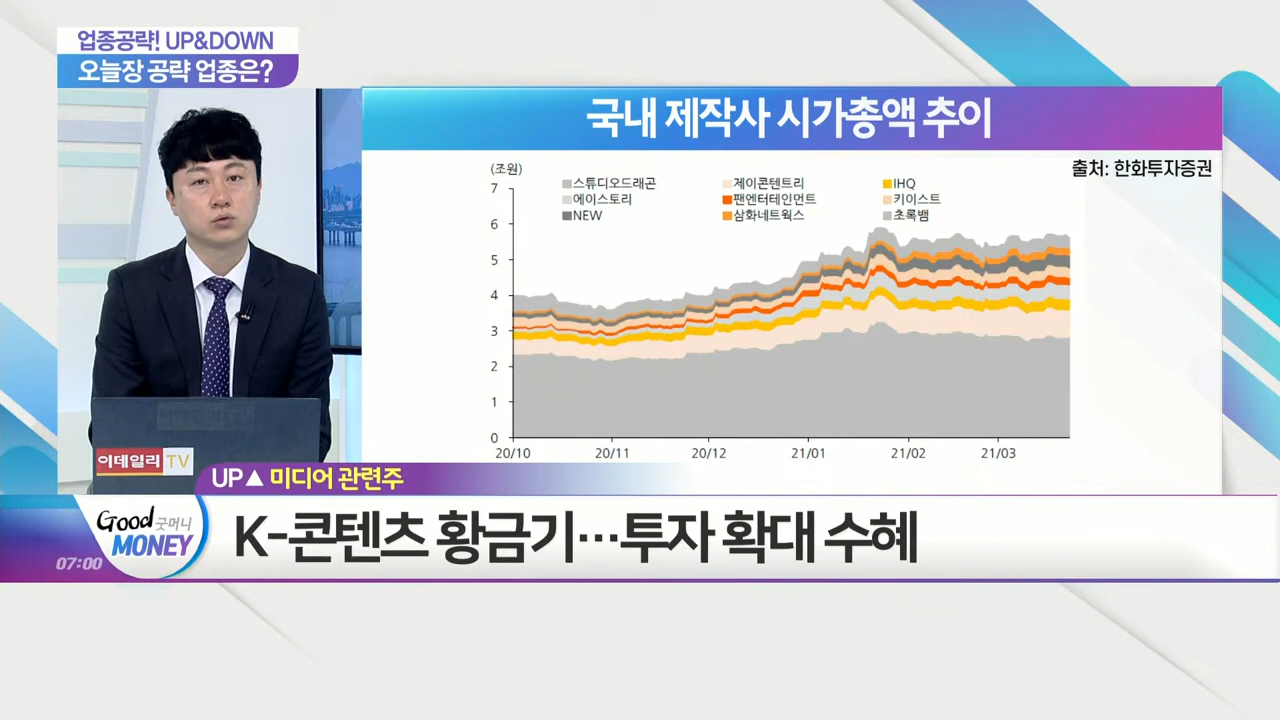 업종공략! UP&DOWN
오늘장 공략 업종은?
국내 제작사 시가총액 추이
출처: 한화투자증권
(조원)
스튜디오드래곤 제이콘텐트리 IHQ
에이스토리 팬엔터테인먼트 키이스트
NEW 삼화네트웍스 초록뱀
7
6
5
4
3
2
1
0
20/10 20/11 20/12 21/01 21/02 21/03
이데일리 TV
UP▲ 미디어 관련주
Good 굿머니
MONEY
07:00
K-콘텐츠 황금기…투자 확대 수혜